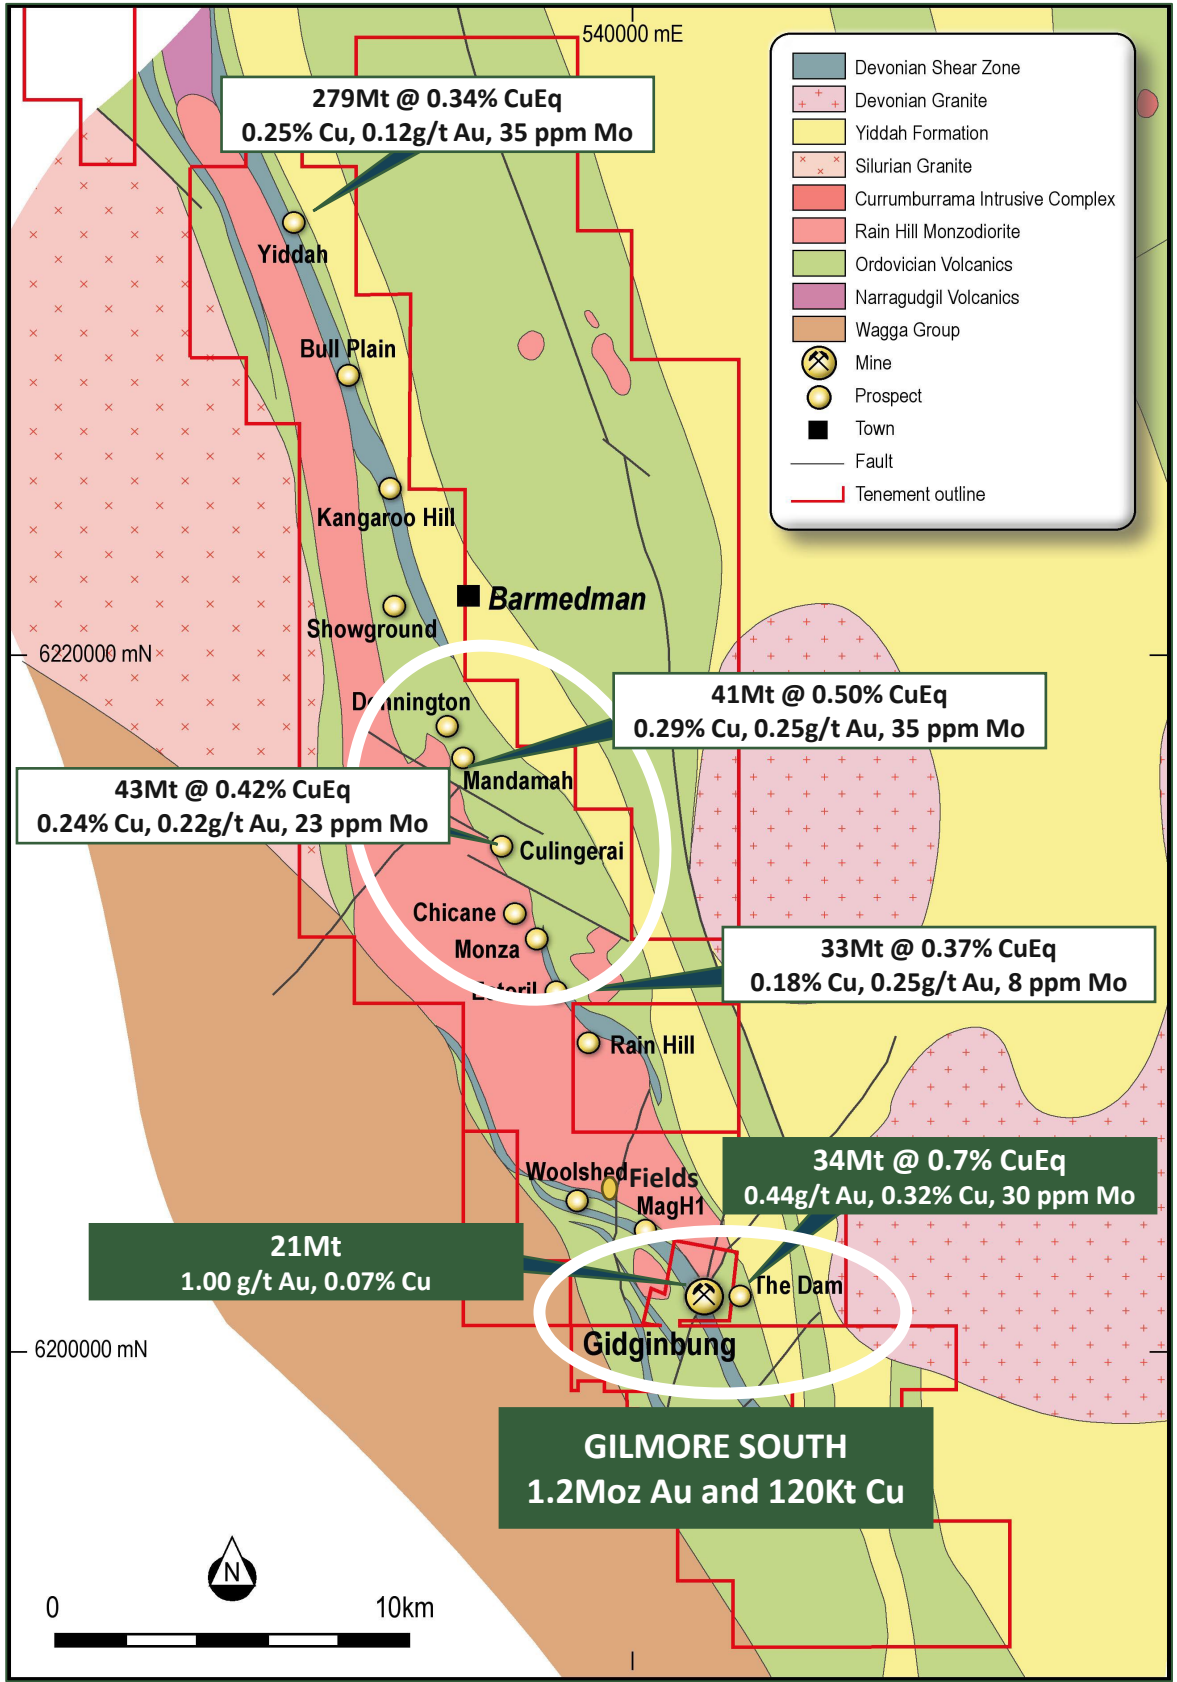 540000 mE
Devonian Shear Zone
Devonian Granite
Yiddah Formation
Silurian Granite
Currumburrama Intrusive Complex
Rain Hill Monzodiorite
Ordovician Volcanics
Narragudgil Volcanics
Wagga Group
Mine
Prospect
Town
Fault
Tenement outline
279Mt @ 0.34% CuEq
0.25% Cu, 0.12g/t Au, 35 ppm Mo
Yiddah
Bull Plain
Kangaroo Hill
Barmedman
Showground
6220000 mN
Dennington
41Mt @ 0.50% CuEq
0.29% Cu, 0.25g/t Au, 35 ppm Mo
Mandamah
43Mt @ 0.42% CuEq
0.24% Cu, 0.22g/t Au, 23 ppm Mo
Culingerai
Chicane
Monza
33Mt @ 0.37% CuEq
0.18% Cu, 0.25g/t Au, 8 ppm Mo
Estoril
Rain Hill
34Mt @ 0.7% CuEq
0.44g/t Au, 0.32% Cu, 30 ppm Mo
Woolshed
Fields
MagH1
21Mt
1.00 g/t Au, 0.07% Cu
The Dam
Gidginbung
6200000 mN
GILMORE SOUTH
1.2Moz Au and 120Kt Cu
N
0 10km